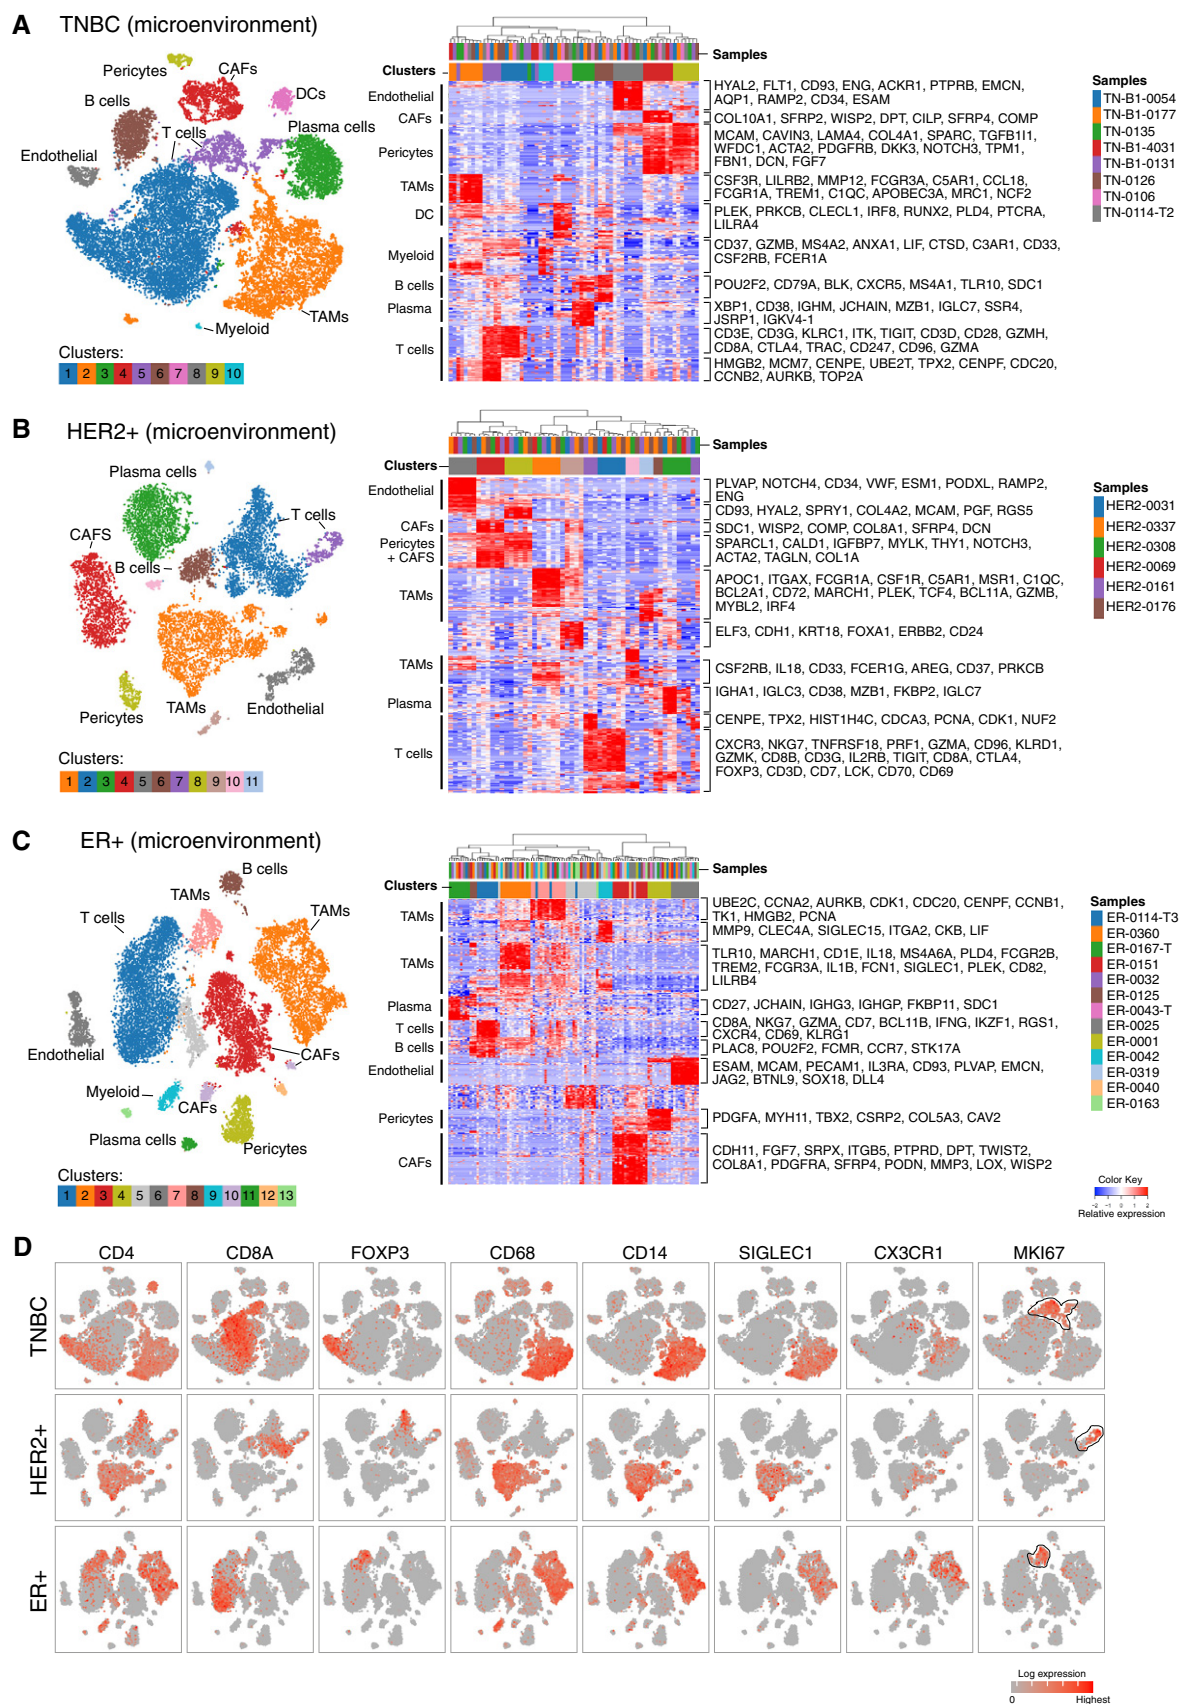 A TNBC (microenvironment)
Pericytes
CAFs
DCs
B cells
T cells
Plasma cells
Endothelial
TAMs
Myeloid
Clusters:
1 2 3 4 5 6 7 8 9 10
Samples
Clusters
Endothelial
CAFs
Pericytes
TAMs
DC
Myeloid
B cells
Plasma
T cells
HYAL2, FLT1, CD93, ENG, ACKR1, PTPRB, EMCN,
AQP1, RAMP2, CD34, ESAM
COL10A1, SFRP2, WISP2, DPT, CILP, SFRP4, COMP
MCAM, CAVIN3, LAMA4, COL4A1, SPARC, TGFB1I1,
WFDC1, ACTA2, PDGFRB, DKK3, NOTCH3, TPM1,
FBN1, DCN, FGF7
CSF3R, LILRB2, MMP12, FCGR3A, C5AR1, CCL18,
FCGR1A, TREM1, C1QC, APOBEC3A, MRC1, NCF2
PLEK, PRKCB, CLECL1, IRF8, RUNX2, PLD4, PTCRA,
LILRA4
CD37, GZMB, MS4A2, ANXA1, LIF, CTSD, C3AR1, CD33,
CSF2RB, FCER1A
POU2F2, CD79A, BLK, CXCR5, MS4A1, TLR10, SDC1
XBP1, CD38, IGHM, JCHAIN, MZB1, IGLC7, SSR4,
JSRP1, IGKV4-1
CD3E, CD3G, KLRC1, ITK, TIGIT, CD3D, CD28, GZMH,
CD8A, CTLA4, TRAC, CD247, CD96, GZMA
HMGB2, MCM7, CENPE, UBE2T, TPX2, CENPF, CDC20,
CCNB2, AURKB, TOP2A
Samples
TN-B1-0054
TN-B1-0177
TN-0135
TN-B1-4031
TN-B1-0131
TN-0126
TN-0106
TN-0114-T2
B HER2+ (microenvironment)
Plasma cells
T cells
CAFS
B cells
Pericytes
TAMs
Endothelial
Clusters:
1 2 3 4 5 6 7 8 9 10 11
Samples
Clusters
Endothelial
CAFs
Pericytes
+ CAFS
TAMs
TAMs
Plasma
T cells
PLVAP, NOTCH4, CD34, VWF, ESM1, PODXL, RAMP2,
ENG
CD93, HYAL2, SPRY1, COL4A2, MCAM, PGF, RGS5
SDC1, WISP2, COMP, COL8A1, SFRP4, DCN
SPARCL1, CALD1, IGFBP7, MYLK, THY1, NOTCH3,
ACTA2, TAGLN, COL1A
APOC1, ITGAX, FCGR1A, CSF1R, C5AR1, MSR1, C1QC,
BCL2A1, CD72, MARCH1, PLEK, TCF4, BCL11A, GZMB,
MYBL2, IRF4
ELF3, CDH1, KRT18, FOXA1, ERBB2, CD24
CSF2RB, IL18, CD33, FCER1G, AREG, CD37, PRKCB
IGHA1, IGLC3, CD38, MZB1, FKBP2, IGLC7
CENPE, TPX2, HIST1H4C, CDCA3, PCNA, CDK1, NUF2
CXCR3, NKG7, TNFRSF18, PRF1, GZMA, CD96, KLRD1,
GZMK, CD8B, CD3G, IL2RB, TIGIT, CD8A, CTLA4,
FOXP3, CD3D, CD7, LCK, CD70, CD69
Samples
HER2-0031
HER2-0337
HER2-0308
HER2-0069
HER2-0161
HER2-0176
C ER+ (microenvironment)
B cells
TAMs
T cells
TAMs
Endothelial
CAFs
Myeloid
CAFs
Plasma cells
Pericytes
Clusters:
1 2 3 4 5 6 7 8 9 10 11 12 13
Samples
Clusters
TAMs
TAMs
Plasma
T cells
B cells
Endothelial
Pericytes
CAFs
UBE2C, CCNA2, AURKB, CDK1, CDC20, CENPF, CCNB1,
TK1, HMGB2, PCNA
MMP9, CLEC4A, SIGLEC15, ITGA2, CKB, LIF
TLR10, MARCH1, CD1E, IL18, MS4A6A, PLD4, FCGR2B,
TREM2, FCGR3A, IL1B, FCN1, SIGLEC1, PLEK, CD82,
LILRB4
CD27, JCHAIN, IGHG3, IGHGP, FKBP11, SDC1
CD8A, NKG7, GZMA, CD7, BCL11B, IFNG, IKZF1, RGS1,
CXCR4, CD69, KLRG1
PLAC8, POU2F2, FCMR, CCR7, STK17A
ESAM, MCAM, PECAM1, IL3RA, CD93, PLVAP, EMCN,
JAG2, BTNL9, SOX18, DLL4
PDGFA, MYH11, TBX2, CSRP2, COL5A3, CAV2
CDH11, FGF7, SRPX, ITGB5, PTPRD, DPT, TWIST2,
COL8A1, PDGFRA, SFRP4, PODN, MMP3, LOX, WISP2
Samples
ER-0114-T3
ER-0360
ER-0167-T
ER-0151
ER-0032
ER-0125
ER-0043-T
ER-0025
ER-0001
ER-0042
ER-0319
ER-0040
ER-0163
Color Key
-2 -1 0 1 2
Relative expression
D
CD4 CD8A FOXP3 CD68 CD14 SIGLEC1 CX3CR1 MKI67
TNBC
HER2+
ER+
Log expression
0 Highest